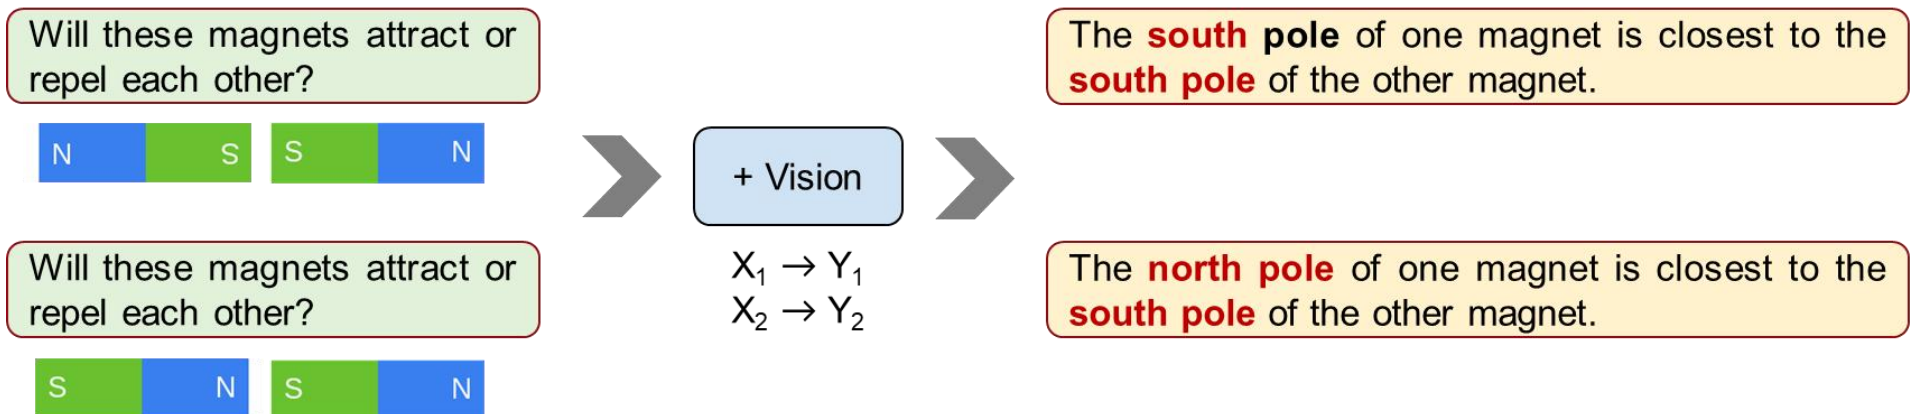 Will these magnets attract or
repel each other?
N S S N
+ Vision
X₁ → Y₁
X₂ → Y₂
The south pole of one magnet is closest to the
south pole of the other magnet.
Will these magnets attract or
repel each other?
S N S N
The north pole of one magnet is closest to the
south pole of the other magnet.